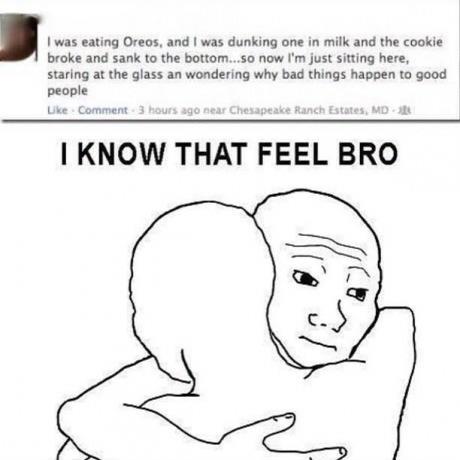 I was eating Oreos, and I was dunking one in milk and the cookie
broke and sank to the bottom...so now I'm just sitting here,
staring at the glass an wondering why bad things happen to good
people
Like · Comment · 3 hours ago near Chesapeake Ranch Estates, MD ·
I KNOW THAT FEEL BRO